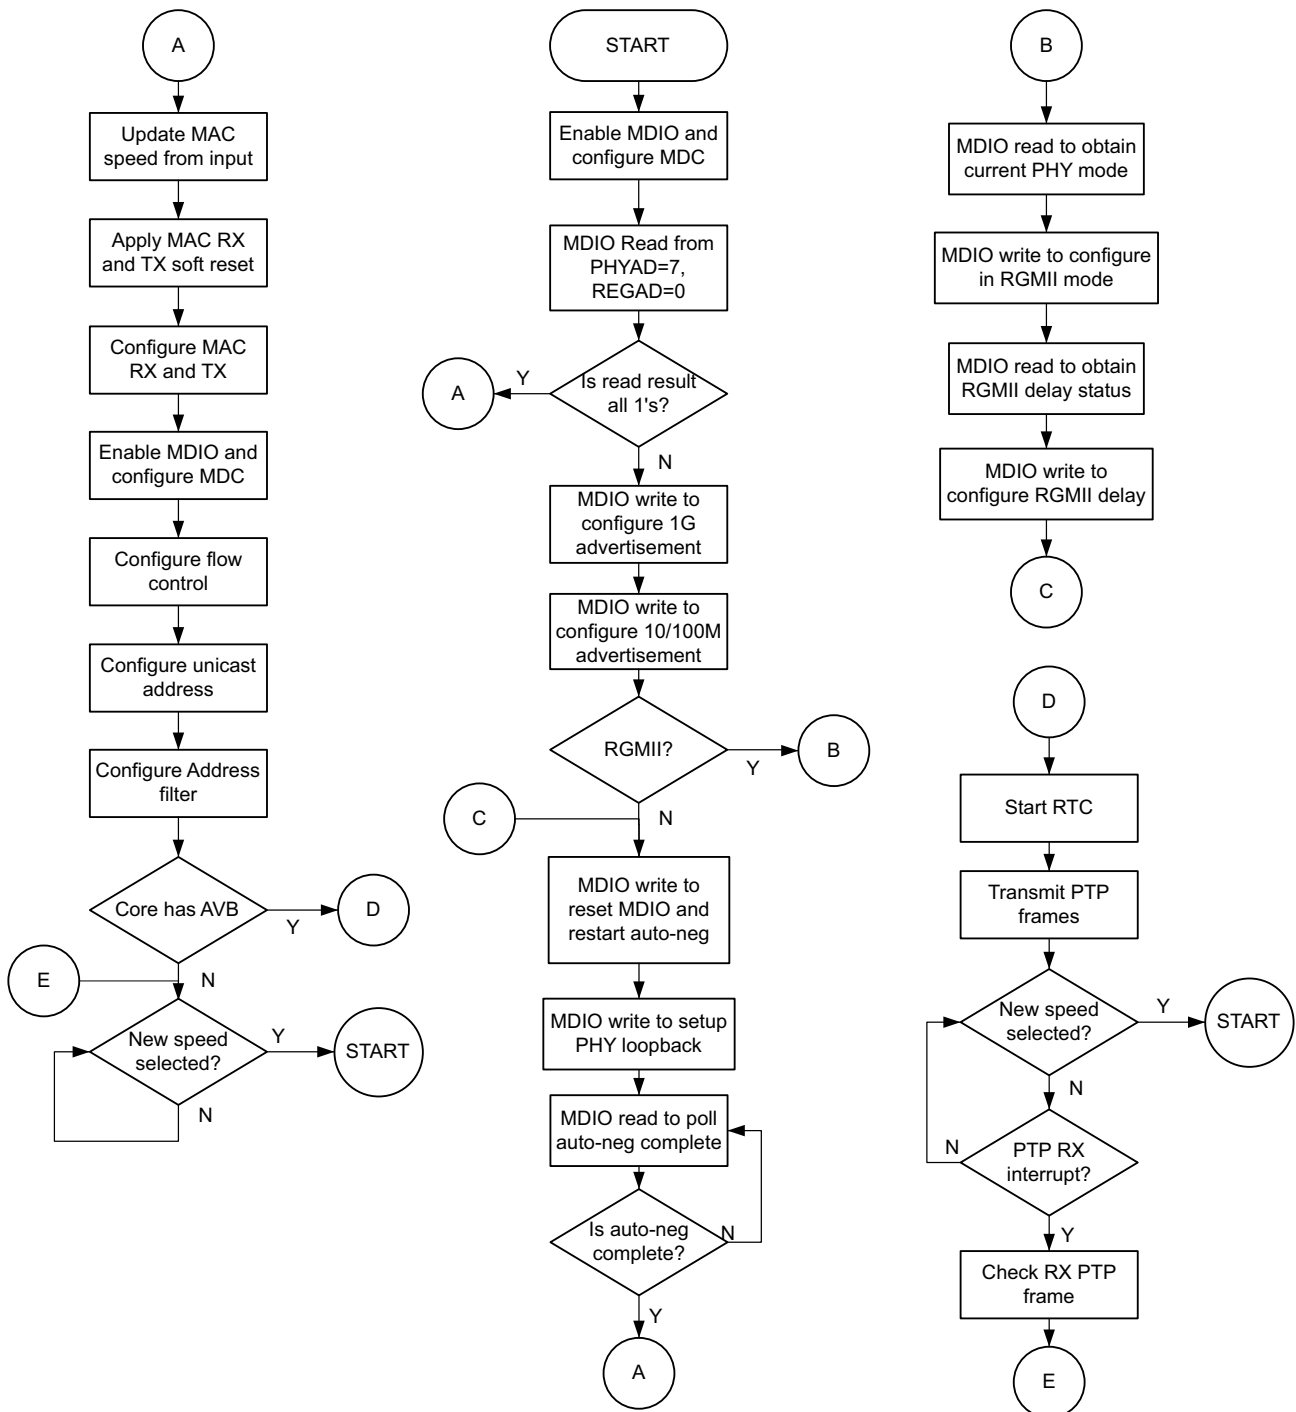 A
Update MAC
speed from input
Apply MAC RX
and TX soft reset
Configure MAC
RX and TX
Enable MDIO and
configure MDC
Configure flow
control
Configure unicast
address
Configure Address
filter
Core has AVB
Y
D
N
E
New speed
selected?
Y
START
N
START
Enable MDIO and
configure MDC
MDIO Read from
PHYAD=7,
REGAD=0
Is read result
all 1's?
Y
A
N
MDIO write to
configure 1G
advertisement
MDIO write to
configure 10/100M
advertisement
RGMII?
Y
B
N
C
MDIO write to
reset MDIO and
restart auto-neg
MDIO write to setup
PHY loopback
MDIO read to poll
auto-neg complete
Is auto-neg
complete?
N
Y
A
B
MDIO read to obtain
current PHY mode
MDIO write to configure
in RGMII mode
MDIO read to obtain
RGMII delay status
MDIO write to
configure RGMII delay
C
D
Start RTC
Transmit PTP
frames
New speed
selected?
Y
START
N
PTP RX
interrupt?
N
Y
Check RX PTP
frame
E